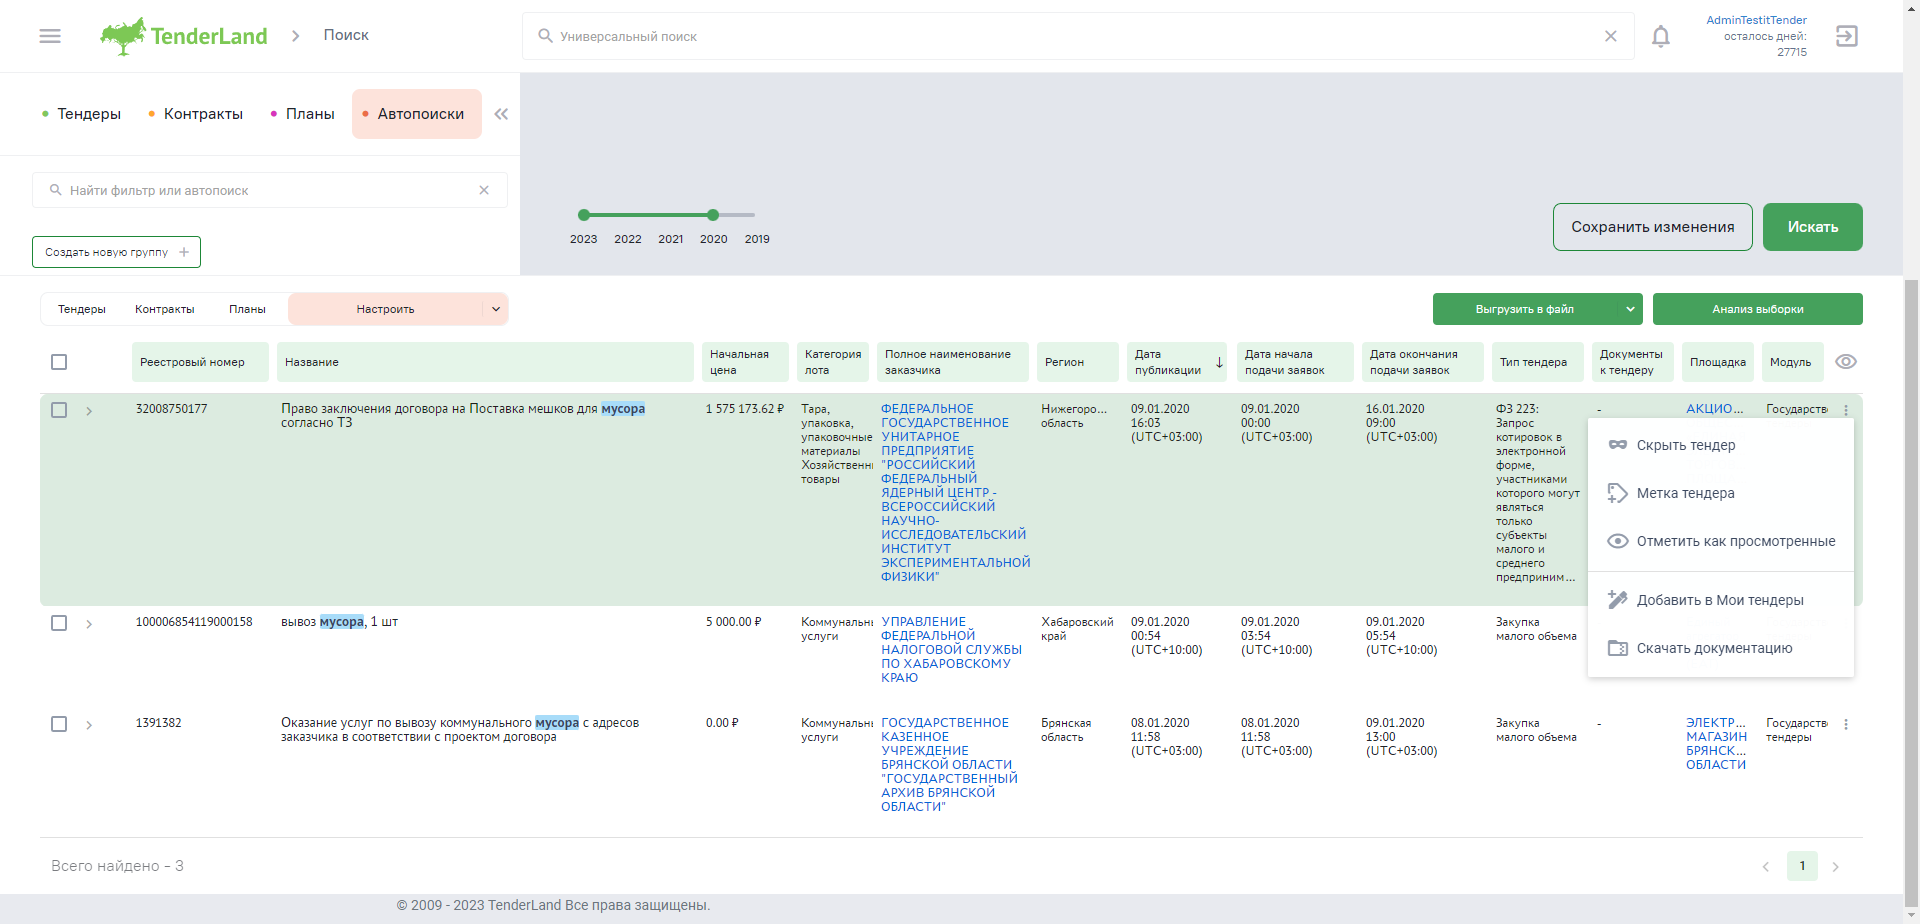 TenderLand
Поиск
Универсальный поиск
AdminTestitTender
осталось дней:
27715
Тендеры
Контракты
Планы
Автопоиски
Найти фильтр или автопоиск
Создать новую группу
2023 2022 2021 2020 2019
Сохранить изменения
Искать
Тендеры
Контракты
Планы
Настроить
Выгрузить в файл
Анализ выборки
Реестровый номер
Название
Начальная
цена
Категория
лота
Полное наименование
заказчика
Регион
Дата
публикации
Дата начала
подачи заявок
Дата окончания
подачи заявок
Тип тендера
Документы
к тендеру
Площадка
Модуль
32008750177
Право заключения договора на Поставка мешков для мусора
согласно ТЗ
1 575 173.62 ₽
Тара,
упаковка,
упаковочные
материалы
Хозяйственн
товары
ФЕДЕРАЛЬНОЕ
ГОСУДАРСТВЕННОЕ
УНИТАРНОЕ
ПРЕДПРИЯТИЕ
"РОССИЙСКИЙ
ФЕДЕРАЛЬНЫЙ
ЯДЕРНЫЙ ЦЕНТР -
ВСЕРОССИЙСКИЙ
НАУЧНО-
ИССЛЕДОВАТЕЛЬСКИЙ
ИНСТИТУТ
ЭКСПЕРИМЕНТАЛЬНОЙ
ФИЗИКИ"
Нижегоро...
область
09.01.2020
16:03
(UTC+03:00)
09.01.2020
00:00
(UTC+03:00)
16.01.2020
09:00
(UTC+03:00)
ФЗ 223:
Запрос
котировок в
электронной
форме,
участниками
которого могут
являться
только
субъекты
малого и
среднего
предприним...
-
АКЦИО...
Государств
Скрыть тендер
Метка тендера
Отметить как просмотренные
Добавить в Мои тендеры
Скачать документацию
100006854119000158
вывоз мусора, 1 шт
5 000.00 ₽
Коммунальн
услуги
УПРАВЛЕНИЕ
ФЕДЕРАЛЬНОЙ
НАЛОГОВОЙ СЛУЖБЫ
ПО ХАБАРОВСКОМУ
КРАЮ
Хабаровский
край
09.01.2020
00:54
(UTC+10:00)
09.01.2020
03:54
(UTC+10:00)
09.01.2020
05:54
(UTC+10:00)
Закупка
малого объема
1391382
Оказание услуг по вывозу коммунального мусора с адресов
заказчика в соответствии с проектом договора
0.00 ₽
Коммунальн
услуги
ГОСУДАРСТВЕННОЕ
КАЗЕННОЕ
УЧРЕЖДЕНИЕ
БРЯНСКОЙ ОБЛАСТИ
"ГОСУДАРСТВЕННЫЙ
АРХИВ БРЯНСКОЙ
ОБЛАСТИ"
Брянская
область
08.01.2020
11:58
(UTC+03:00)
08.01.2020
11:58
(UTC+03:00)
09.01.2020
13:00
(UTC+03:00)
Закупка
малого объема
-
ЭЛЕКТР...
МАГАЗИН
БРЯНСК...
ОБЛАСТИ
Государств
тендеры
Всего найдено - 3
1
© 2009 - 2023 TenderLand Все права защищены.